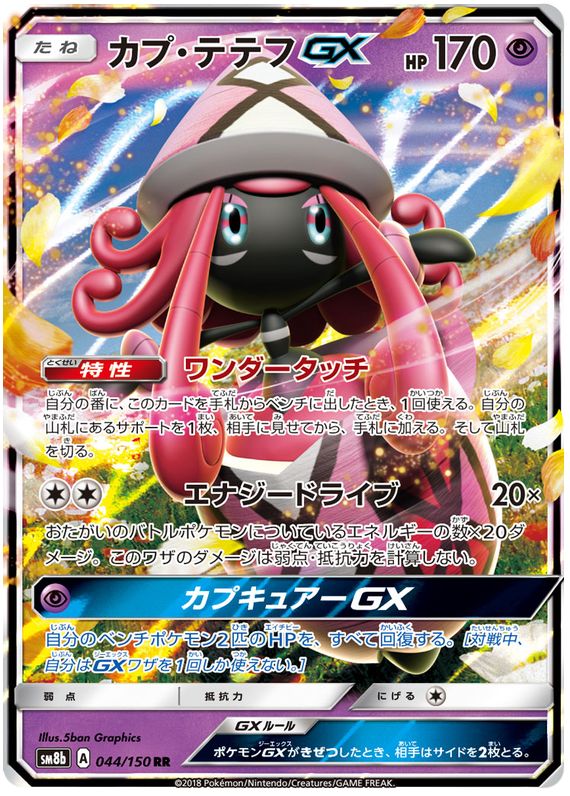 たね カプ・テテフGX HP 170
とくせい
特性 ワンダータッチ
自分の番に、このカードを手札からベンチに出したとき、1回使える。自分の
山札にあるサポートを1枚、相手に見せてから、手札に加える。そして山札
を切る。
エナジードライブ 20×
おたがいのバトルポケモンについているエネルギーの数×20ダ
メージ。このワザのダメージは弱点・抵抗力を計算しない。
カプキュアーGX
自分のベンチポケモン2匹のHPを、すべて回復する。[対戦中、
自分はGXワザを1回しか使えない。]
弱点 抵抗力 にげる
Illus.5ban Graphics
GXルール
ポケモンGXがきぜつしたとき、相手はサイドを2枚とる。
SM8b A 044/150 RR
©2018 Pokémon/Nintendo/Creatures/GAME FREAK.